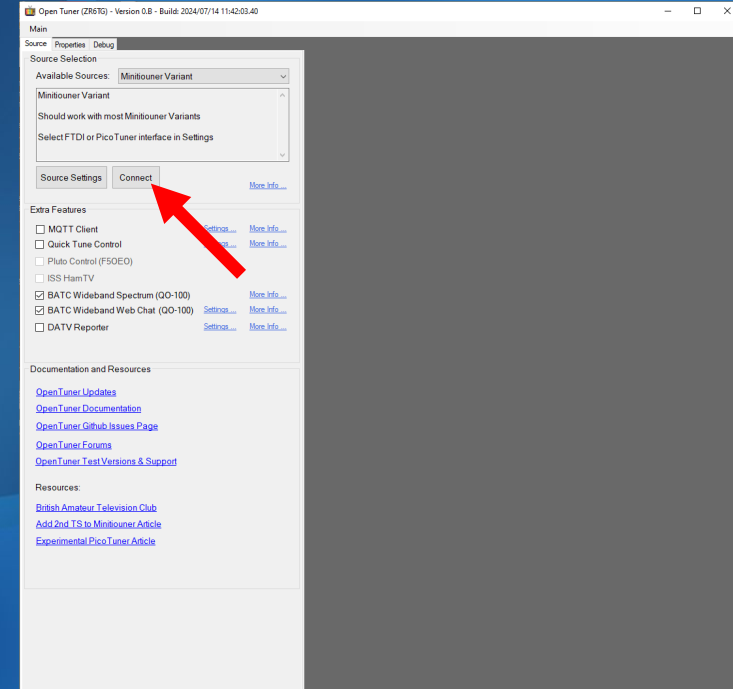 Open Tuner (ZR6TG) - Version 0.B - Build: 2024/07/14 11:42:03.40
Main
Source Properties Debug
Source Selection
Available Sources: Minitiouner Variant
Minitiouner Variant
Should work with most Minitiouner Variants
Select FTDI or PicoTuner interface in Settings
Source Settings Connect
More Info ...
Extra Features
MQTT Client Settings ... More Info ...
Quick Tune Control More Info ...
Pluto Control (F5OEO)
ISS HamTV
BATC Wideband Spectrum (QO-100) More Info ...
BATC Wideband Web Chat (QO-100) Settings ... More Info ...
DATV Reporter Settings ... More Info ...
Documentation and Resources
OpenTuner Updates
OpenTuner Documentation
OpenTuner Github Issues Page
OpenTuner Forums
OpenTuner Test Versions & Support
Resources:
British Amateur Television Club
Add 2nd TS to Minitiouner Article
Experimental PicoTuner Article